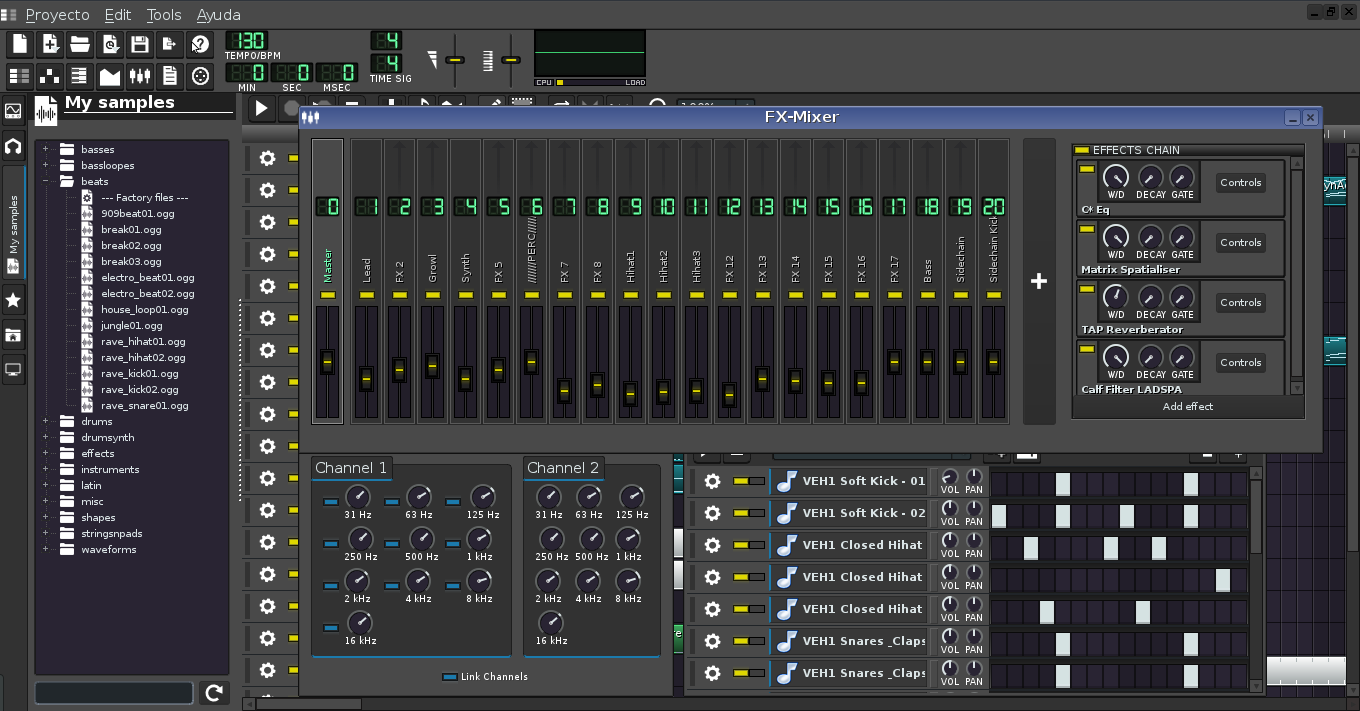 Proyecto Edit Tools Ayuda
130
TEMPO/BPM
4
4
TIME SIG
0 0 0
MIN SEC MSEC
CPU LOAD
My samples
My samples
basses
bassloopes
beats
--- Factory files ---
909beat01.ogg
break01.ogg
break02.ogg
break03.ogg
electro_beat01.ogg
electro_beat02.ogg
house_loop01.ogg
jungle01.ogg
rave_hihat01.ogg
rave_hihat02.ogg
rave_kick01.ogg
rave_kick02.ogg
rave_snare01.ogg
drums
drumsynth
effects
instruments
latin
misc
shapes
stringsnpads
waveforms
FX-Mixer
0 1 2 3 4 5 6 7 8 9 10 11 12 13 14 15 16 17 18 19 20
Master
Lead
FX 2
Growl
Synth
FX 5
///////PERC///////
FX 7
FX 8
Hihat1
Hihat2
Hihat3
FX 12
FX 13
FX 14
FX 15
FX 16
FX 17
Bass
Sidechain
Sidechain Kick
+
EFFECTS CHAIN
W/D DECAY GATE Controls
C* Eq
W/D DECAY GATE Controls
Matrix Spatialiser
W/D DECAY GATE Controls
TAP Reverberator
W/D DECAY GATE Controls
Calf Filter LADSPA
Add effect
Channel 1
31 Hz 63 Hz 125 Hz
250 Hz 500 Hz 1 kHz
2 kHz 4 kHz 8 kHz
16 kHz
Channel 2
31 Hz 63 Hz 125 Hz
250 Hz 500 Hz 1 kHz
2 kHz 4 kHz 8 kHz
16 kHz
Link Channels
VEH1 Soft Kick - 01 VOL PAN
VEH1 Soft Kick - 02 VOL PAN
VEH1 Closed Hihat VOL PAN
VEH1 Closed Hihat VOL PAN
VEH1 Closed Hihat VOL PAN
VEH1 Snares _Claps VOL PAN
VEH1 Snares _Claps VOL PAN